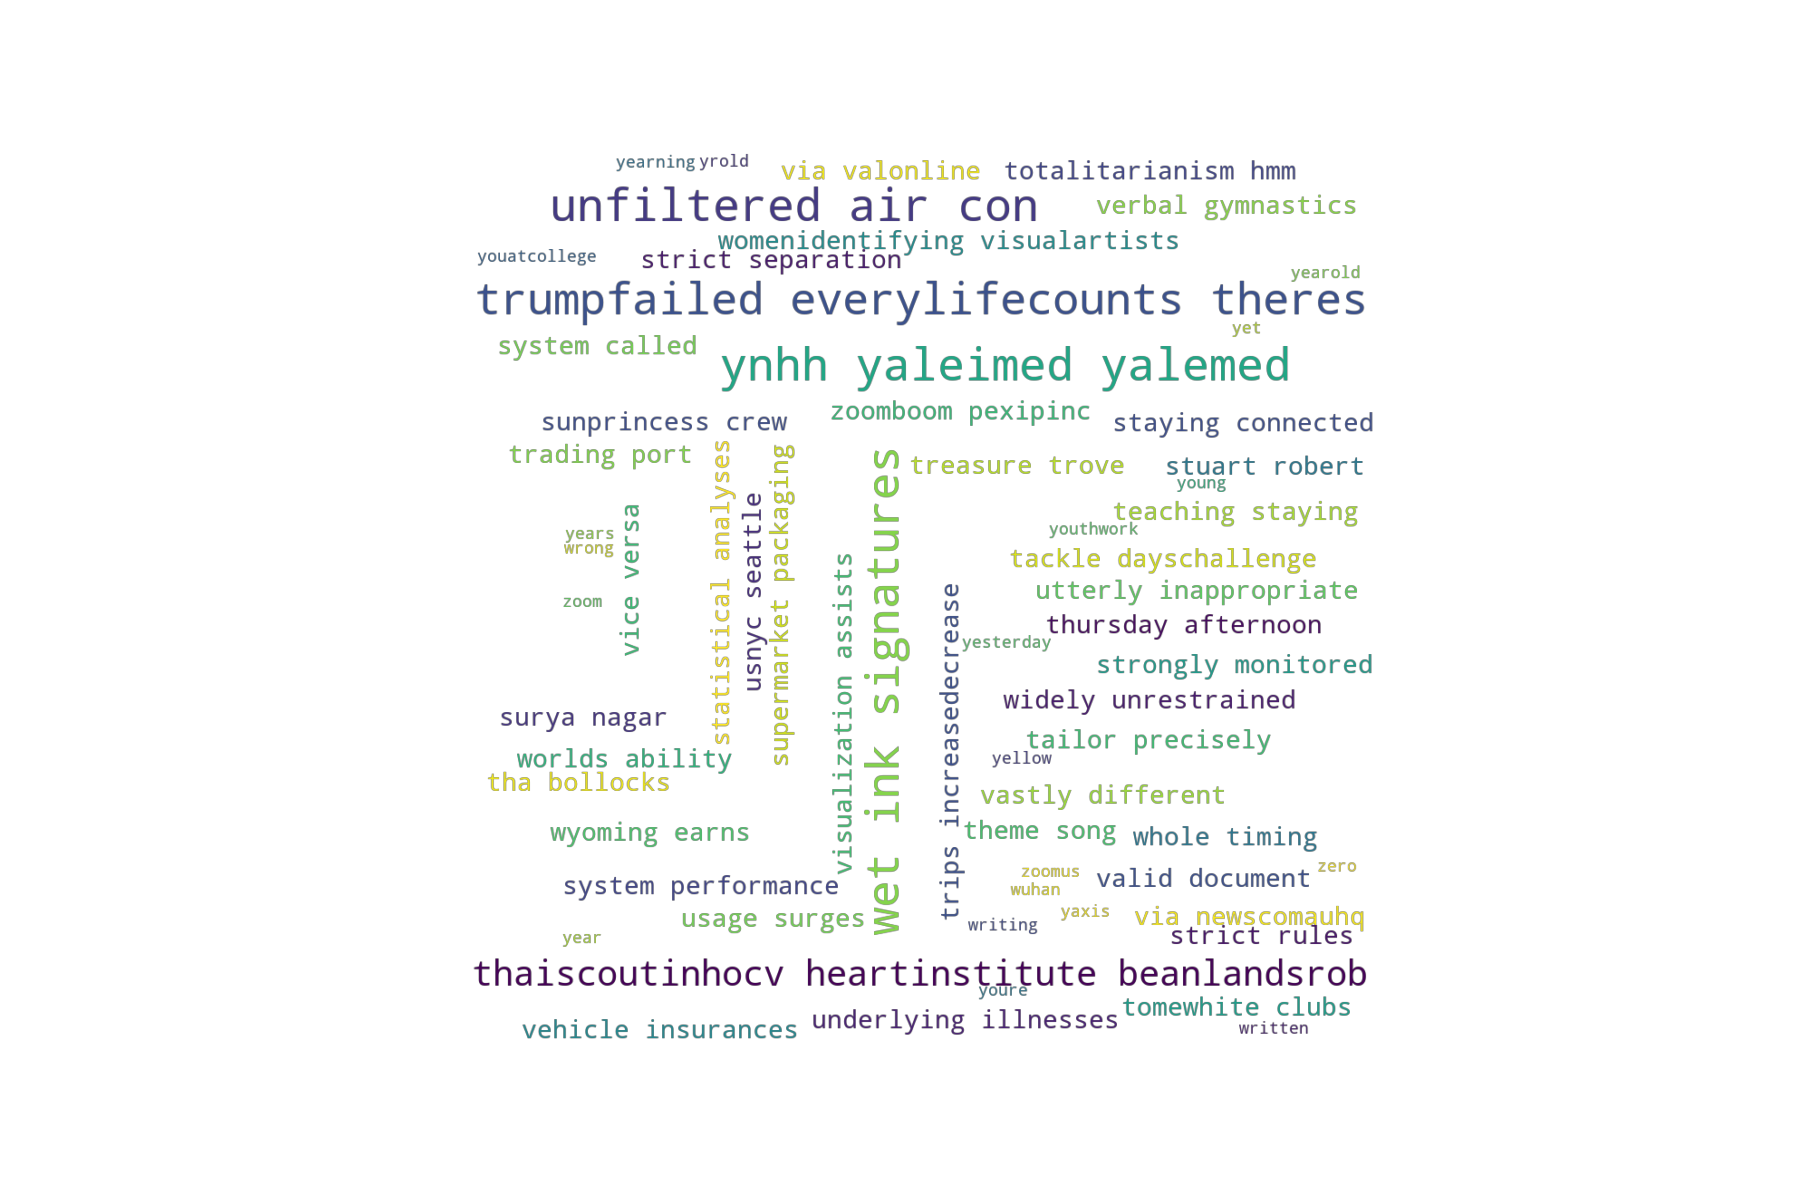 yearning
yrold
via valonline
totalitarianism hmm
unfiltered air con
verbal gymnastics
womenidentifying visualartists
youatcollege
strict separation
yearold
trumpfailed everylifecounts theres
yet
system called
ynhh yaleimed yalemed
zoomboom pexipinc
sunprincess crew
staying connected
trading port
treasure trove
stuart robert
young
statistical analyses
supermarket packaging
wet ink signatures
usnyc seattle
vice versa
teaching staying
youthwork
years
wrong
visualization assists
tackle dayschallenge
utterly inappropriate
trips increasedecrease
zoom
thursday afternoon
yesterday
strongly monitored
widely unrestrained
surya nagar
tailor precisely
worlds ability
yellow
tha bollocks
vastly different
wyoming earns
theme song
whole timing
zoomus
zero
system performance
wuhan
valid document
usage surges
yaxis
via newscomauhq
writing
year
strict rules
thaiscoutinhocv heartinstitute beanlandsrob
youre
tomewhite clubs
vehicle insurances
underlying illnesses
written